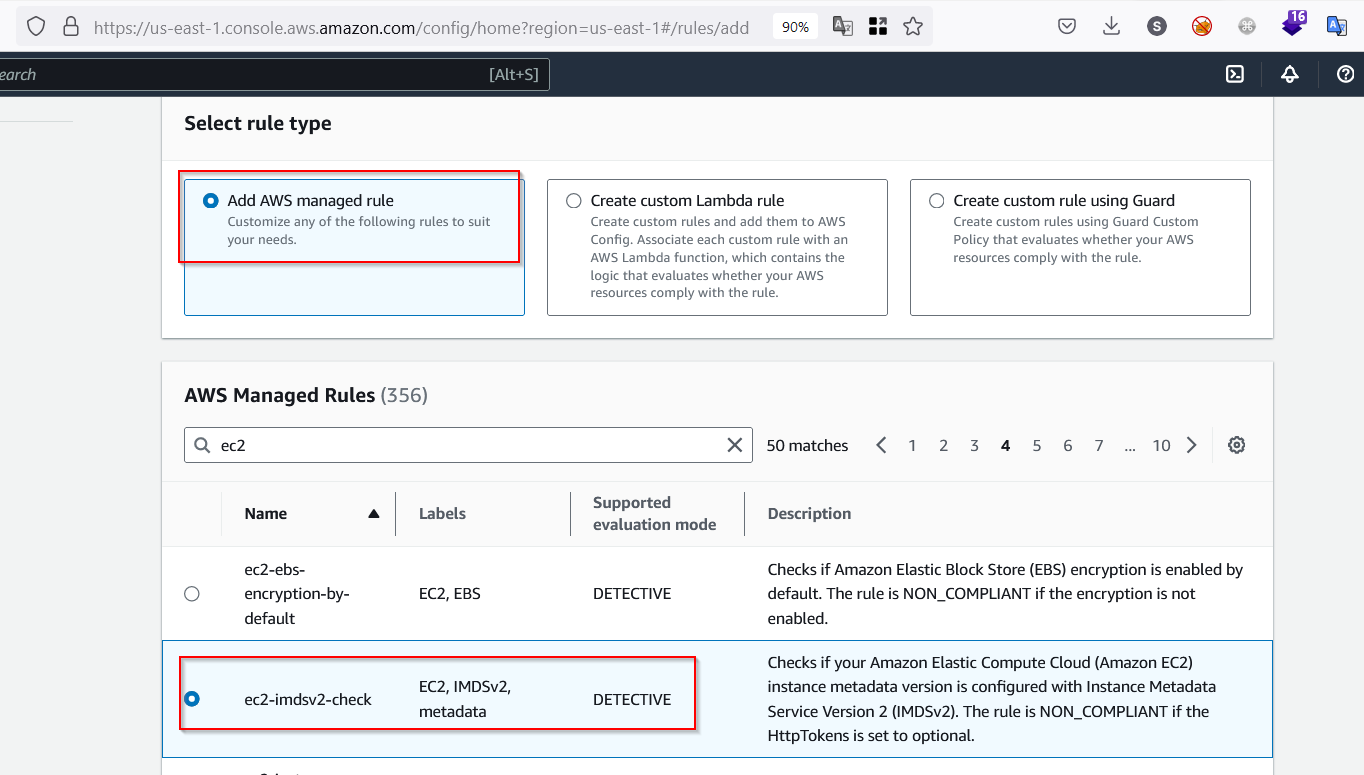 https://us-east-1.console.aws.amazon.com/config/home?region=us-east-1#/rules/add
90%
S
16
earch
[Alt+S]
Select rule type
Add AWS managed rule
Customize any of the following rules to suit
your needs.
Create custom Lambda rule
Create custom rules and add them to AWS
Config. Associate each custom rule with an
AWS Lambda function, which contains the
logic that evaluates whether your AWS
resources comply with the rule.
Create custom rule using Guard
Create custom rules using Guard Custom
Policy that evaluates whether your AWS
resources comply with the rule.
AWS Managed Rules (356)
ec2
50 matches
1 2 3 4 5 6 7 ... 10
Name
Labels
Supported
evaluation mode
Description
ec2-ebs-
encryption-by-
default
EC2, EBS
DETECTIVE
Checks if Amazon Elastic Block Store (EBS) encryption is enabled by
default. The rule is NON_COMPLIANT if the encryption is not
enabled.
ec2-imdsv2-check
EC2, IMDSv2,
metadata
DETECTIVE
Checks if your Amazon Elastic Compute Cloud (Amazon EC2)
instance metadata version is configured with Instance Metadata
Service Version 2 (IMDSv2). The rule is NON_COMPLIANT if the
HttpTokens is set to optional.